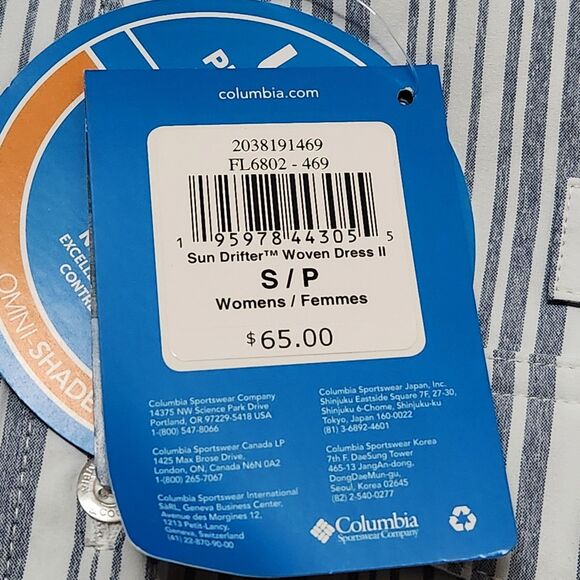 columbia.com
2038191469
FL6802 - 469
1 95978 44305 5
Sun Drifter™ Woven Dress II
S / P
Womens / Femmes
$65.00
Columbia Sportswear Company
14375 NW Science Park Drive
Portland, OR 97229-5418 USA
1-(800) 547-8066
Columbia Sportswear Canada LP
1425 Max Brose Drive,
London, ON, Canada N6N 0A2
1-(800) 265-7067
Columbia Sportswear International
SàRL, Geneva Business Center,
Avenue des Morgines 12,
1213 Petit-Lancy,
Geneva, Switzerland
(41) 22-870-90-00
Columbia Sportswear Japan, Inc.
Shinjuku Eastside Square 7F, 27-30,
Shinjuku 6-Chome, Shinjuku-ku
Tokyo, Japan 160-0022
(81) 3-6892-4601
Columbia Sportswear Korea
7th F. DaeSung Tower
465-13 JangAn-dong,
DongDaeMun-gu,
Seoul, Korea 02645
(82) 2-540-0277
Columbia
Sportswear Company
OMNI-SHADE